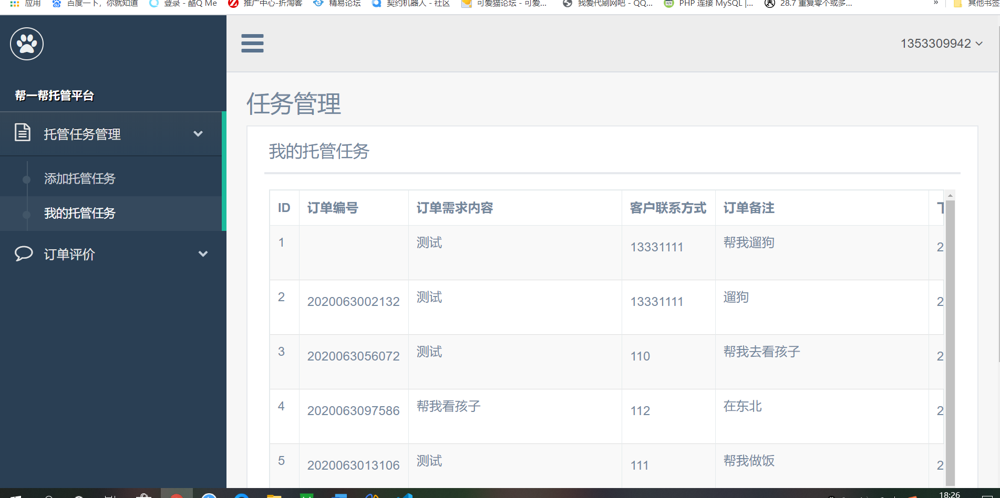 应用 百度一下，你就知道 登录 - 酷Q Me 推广中心-折淘客 精易论坛 契约机器人 - 社区 可爱猫论坛 - 可爱... 我爱代刷网吧 - QQ... PHP 连接 MySQL |... 28.7 重复零个或多... » 其他书签
1353309942
帮一帮托管平台
托管任务管理
添加托管任务
我的托管任务
订单评价
任务管理
我的托管任务
ID 订单编号 订单需求内容 客户联系方式 订单备注
1 测试 13331111 帮我遛狗 2
2 2020063002132 测试 13331111 遛狗 2
3 2020063056072 测试 110 帮我去看孩子 2
4 2020063097586 帮我看孩子 112 在东北 2
5 2020063013106 测试 111 帮我做饭 2
18:26